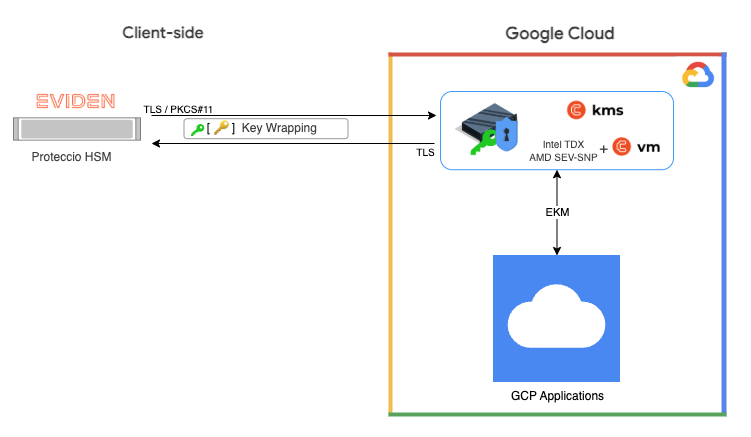 Client-side
Google Cloud
EVIDEN
Proteccio HSM
TLS / PKCS#11
[ ] Key Wrapping
TLS
kms
Intel TDX
AMD SEV-SNP
+
vm
EKM
GCP Applications